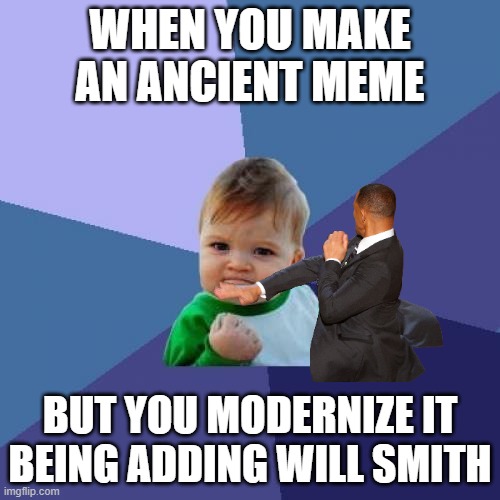 WHEN YOU MAKE
AN ANCIENT MEME
BUT YOU MODERNIZE IT
BEING ADDING WILL SMITH
imgflip.com